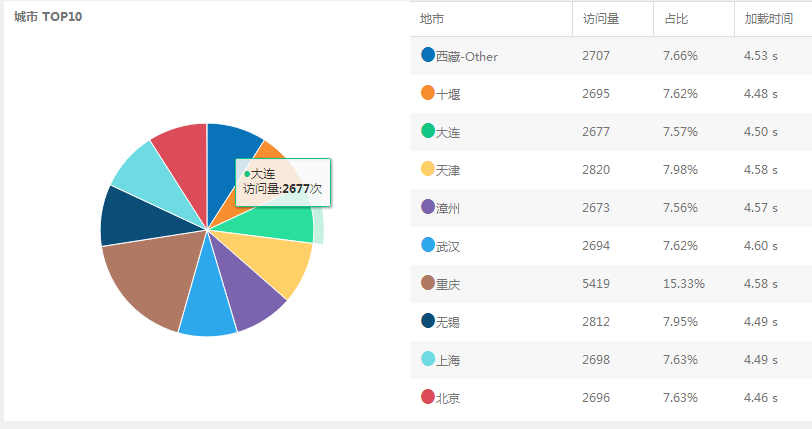 城市 TOP10
大连
访问量:2677次
地市 访问量 占比 加载时间
西藏-Other 2707 7.66% 4.53 s
十堰 2695 7.62% 4.48 s
大连 2677 7.57% 4.50 s
天津 2820 7.98% 4.58 s
漳州 2673 7.56% 4.57 s
武汉 2694 7.62% 4.60 s
重庆 5419 15.33% 4.58 s
无锡 2812 7.95% 4.49 s
上海 2698 7.63% 4.49 s
北京 2696 7.63% 4.46 s